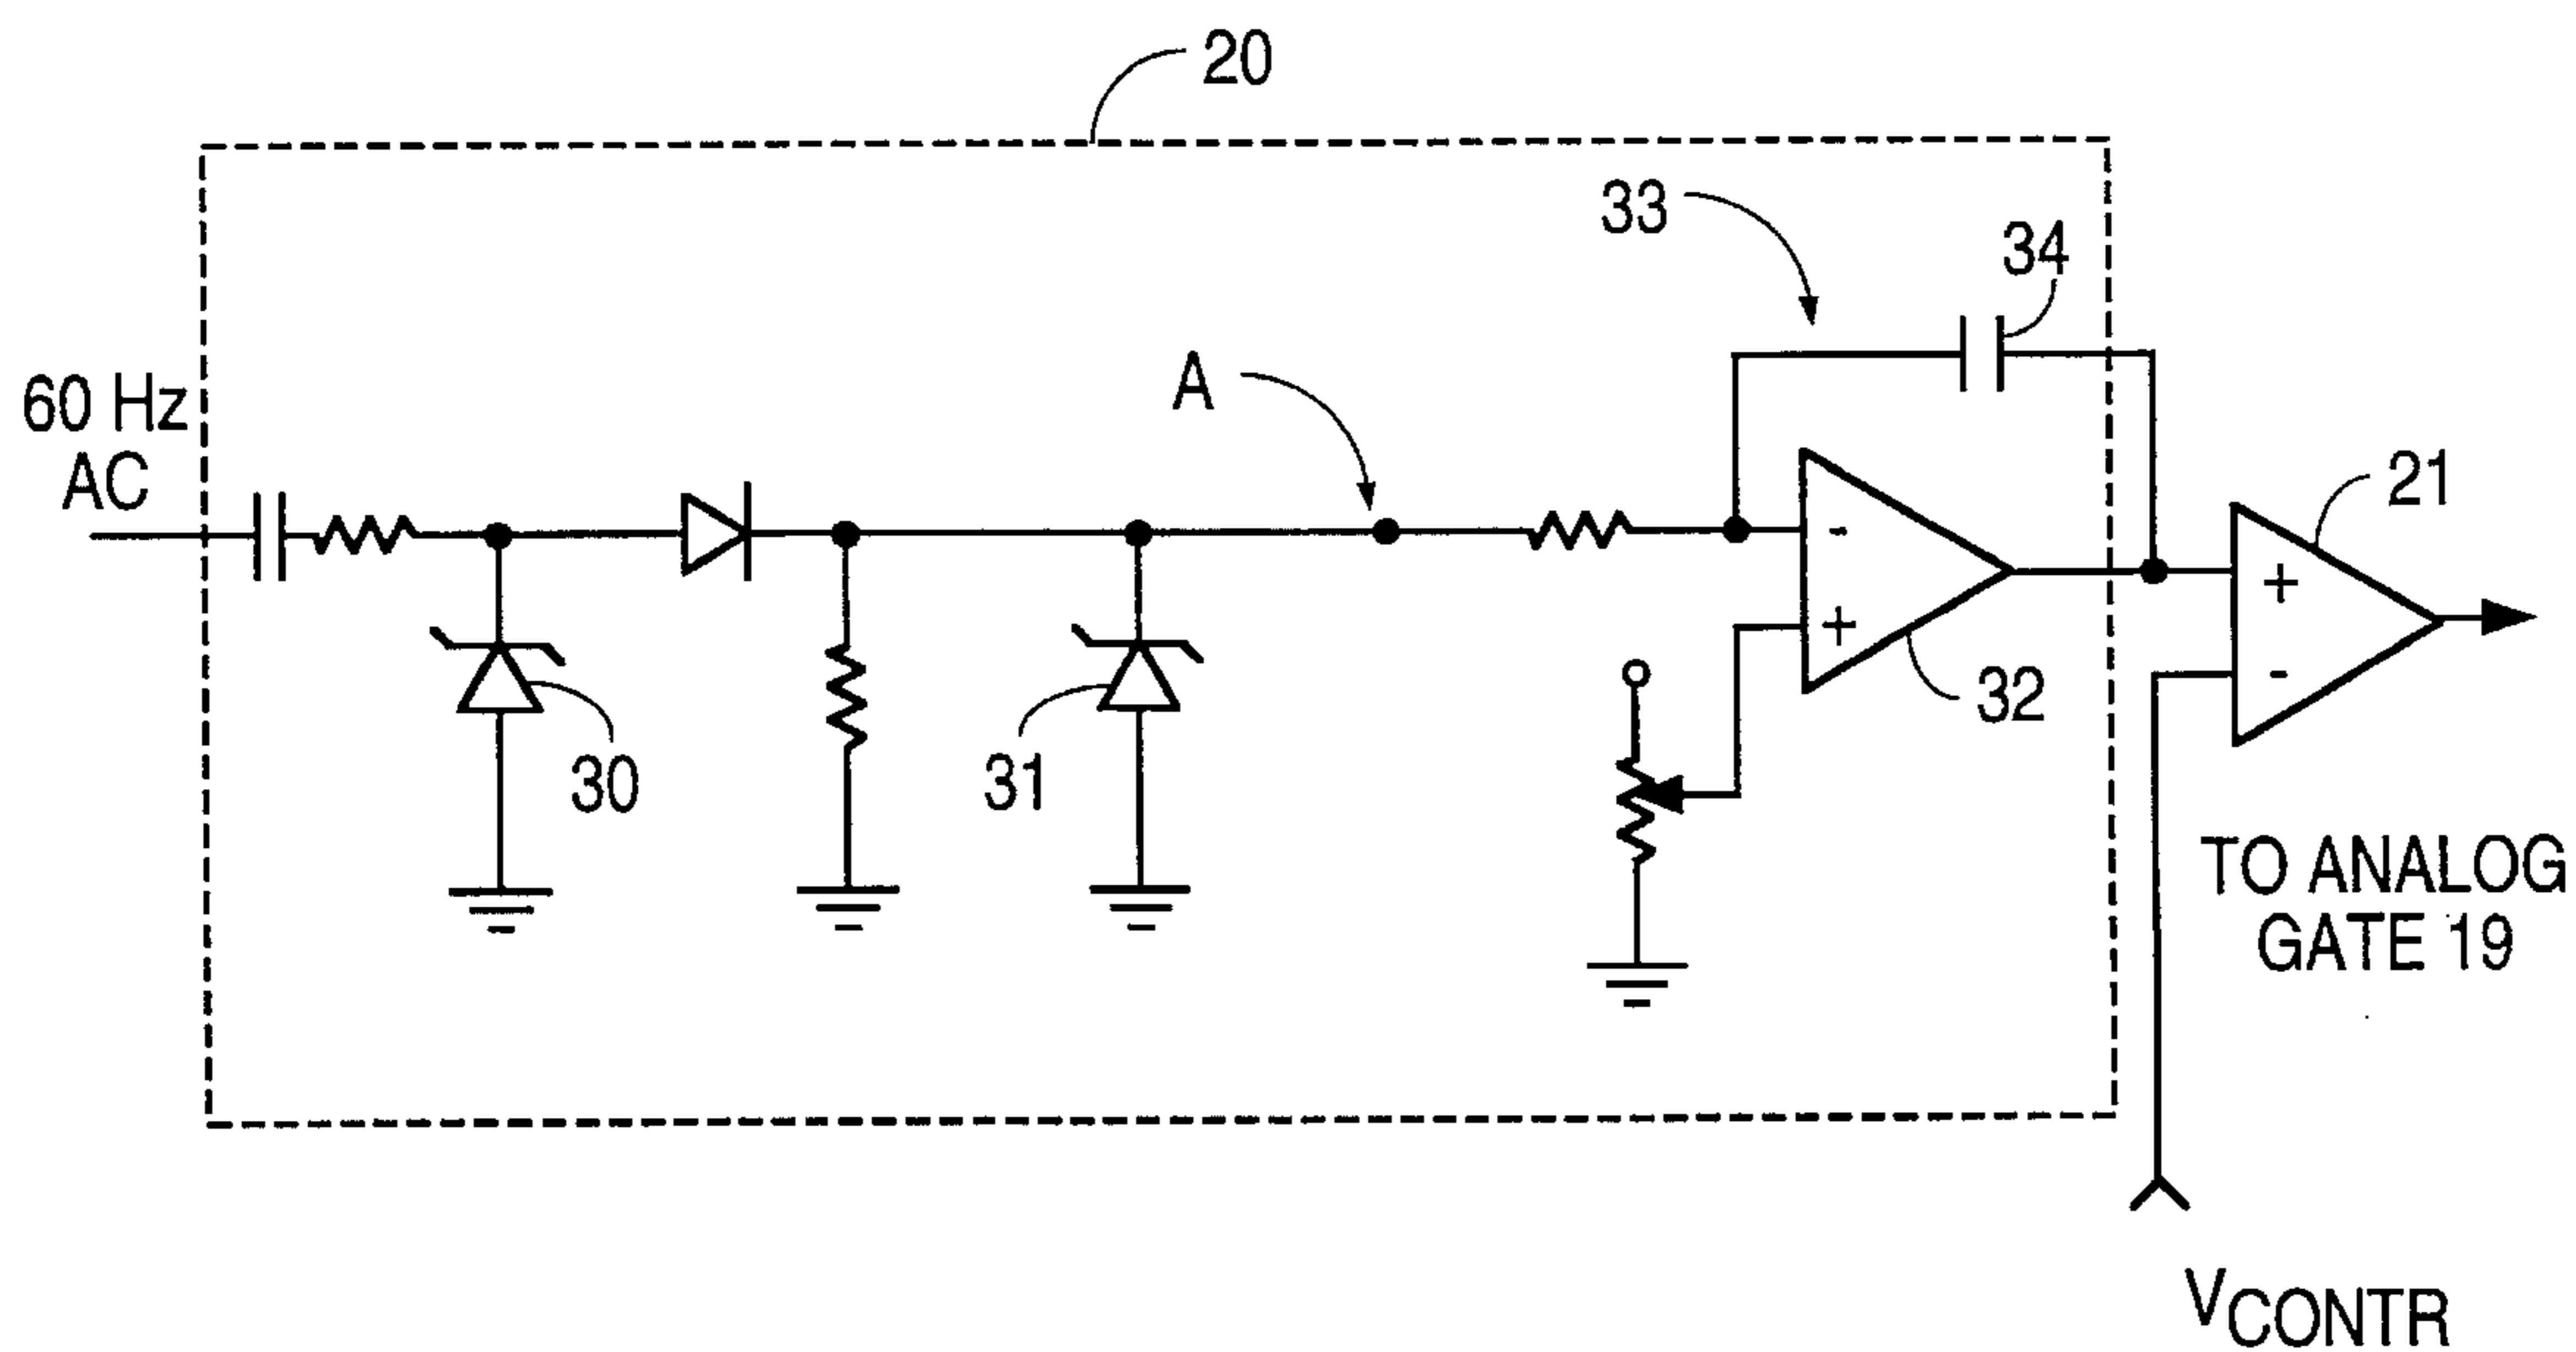 20
33
34
A
60 Hz
AC
21
-
+
+
-
32
30
31
TO ANALOG
GATE 19
VCONTR